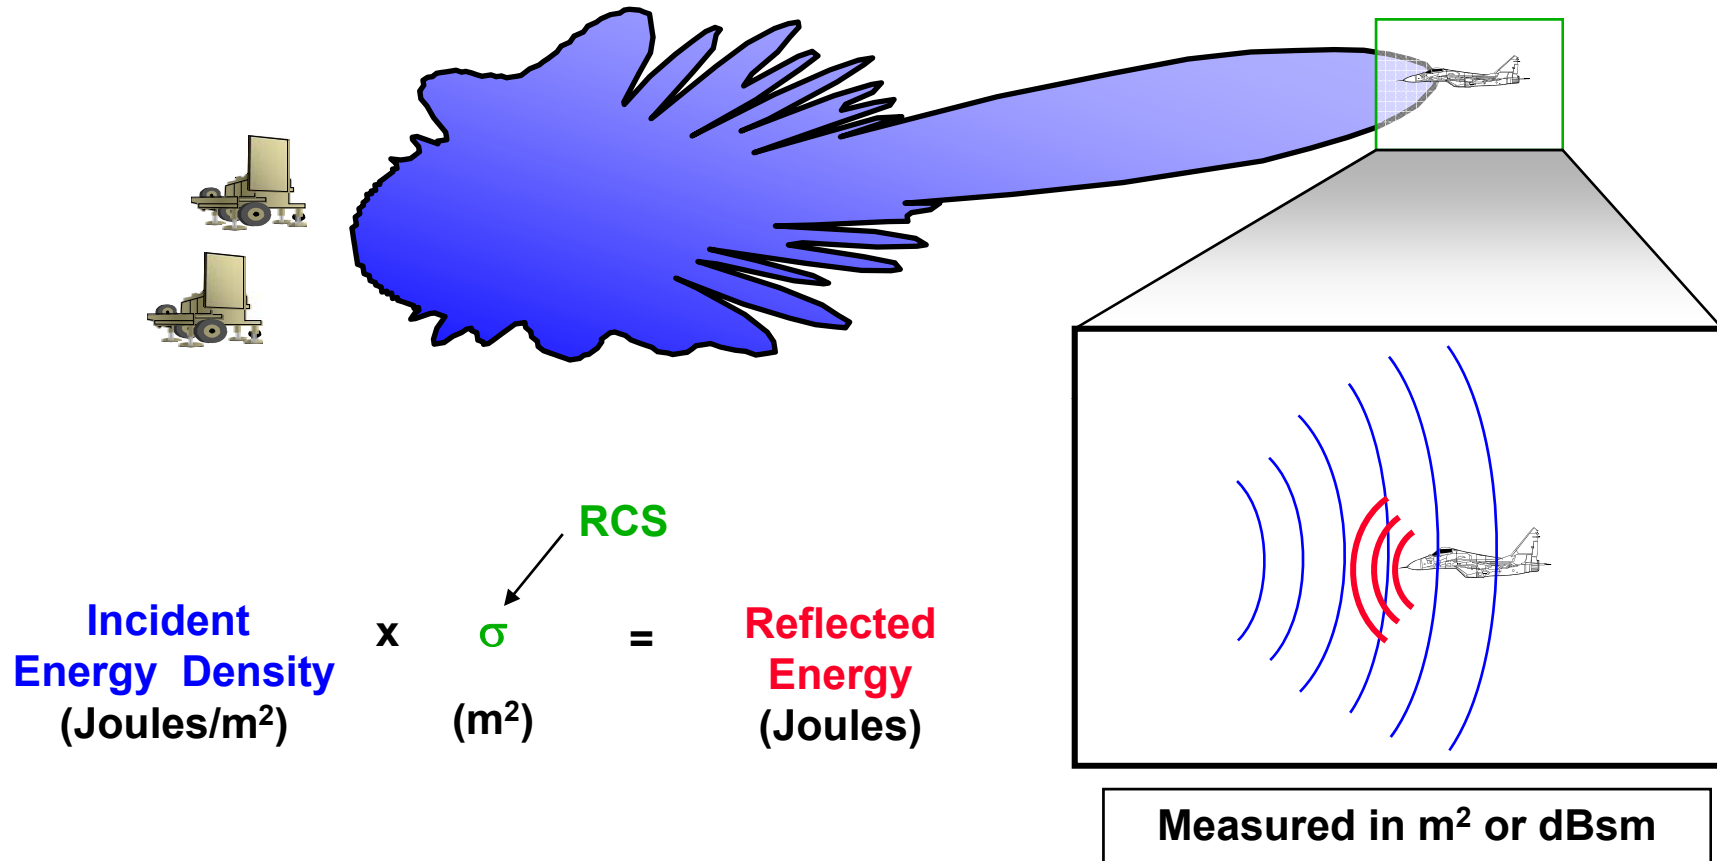 RCS
Incident
Energy Density
(Joules/m²)
x
σ
(m²)
=
Reflected
Energy
(Joules)
Measured in m² or dBsm